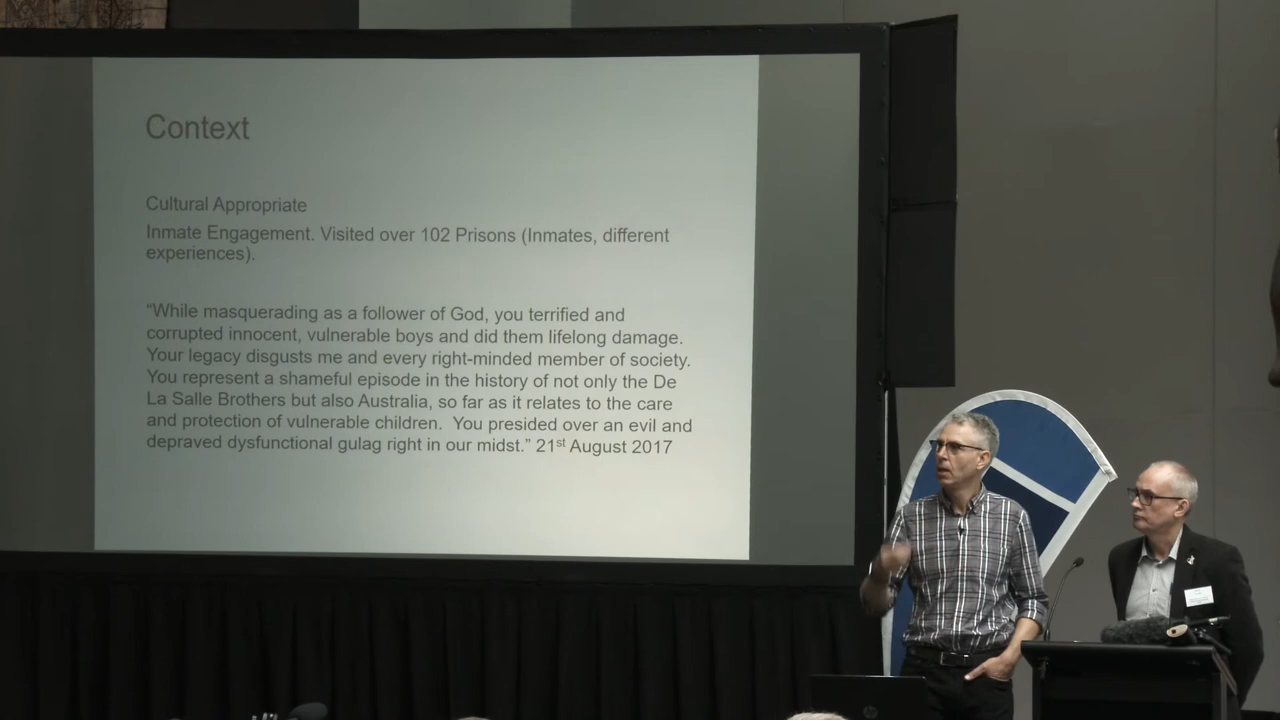 Context
Cultural Appropriate
Inmate Engagement. Visited over 102 Prisons (Inmates, different
experiences).
“While masquerading as a follower of God, you terrified and
corrupted innocent, vulnerable boys and did them lifelong damage.
Your legacy disgusts me and every right-minded member of society.
You represent a shameful episode in the history of not only the De
La Salle Brothers but also Australia, so far as it relates to the care
and protection of vulnerable children.  You presided over an evil and
depraved dysfunctional gulag right in our midst.” 21st August 2017